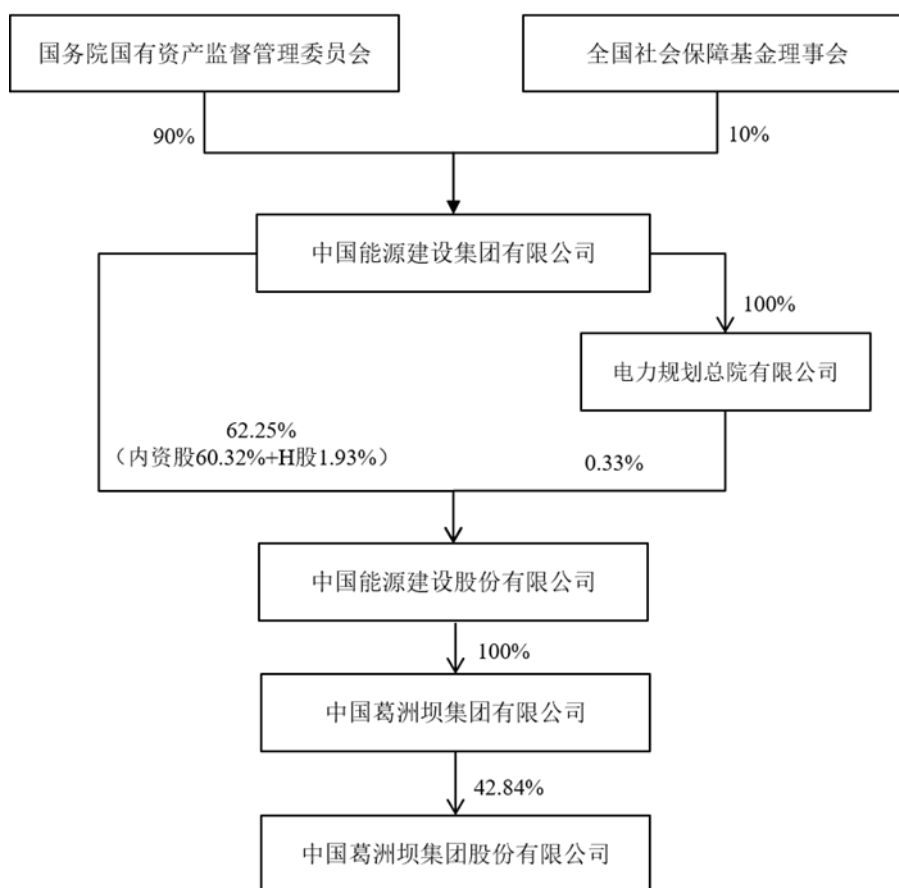 国务院国有资产监督管理委员会
全国社会保障基金理事会
90%
10%
中国能源建设集团有限公司
100%
电力规划总院有限公司
62.25%
（内资股60.32%+H股1.93%）
0.33%
中国能源建设股份有限公司
100%
中国葛洲坝集团有限公司
42.84%
中国葛洲坝集团股份有限公司